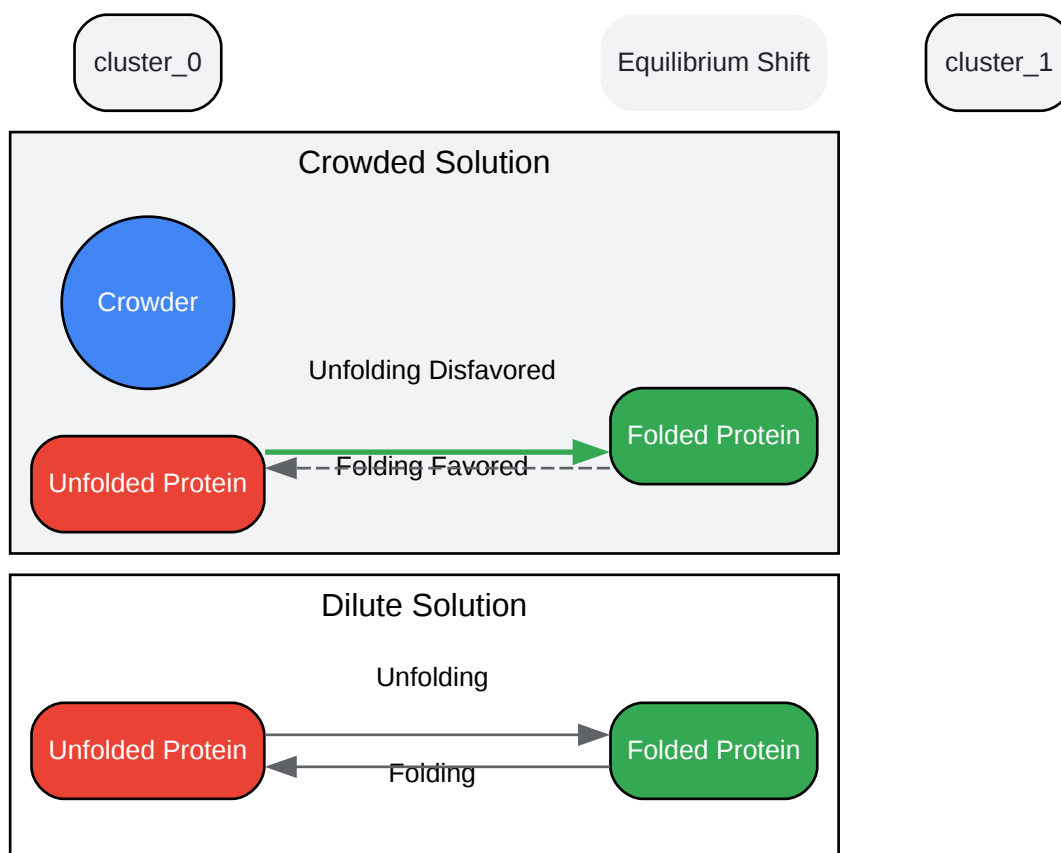 cluster_0
Equilibrium Shift
cluster_1
Crowded Solution
Crowder
Unfolding Disfavored
Folded Protein
Folding Favored
Unfolded Protein
Dilute Solution
Unfolding
Unfolded Protein
Folded Protein
Folding